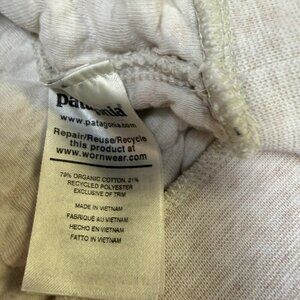 patagonia
www.patagonia.com
Repair/Reuse/Recycle
this product at
www.wornwear.com
79% ORGANIC COTTON, 21%
RECYCLED POLYESTER
EXCLUSIVE OF TRIM
MADE IN VIETNAM
FABRIQUÉ AU VIETNAM
HECHO EN VIETNAM
FATTO IN VIETNAM